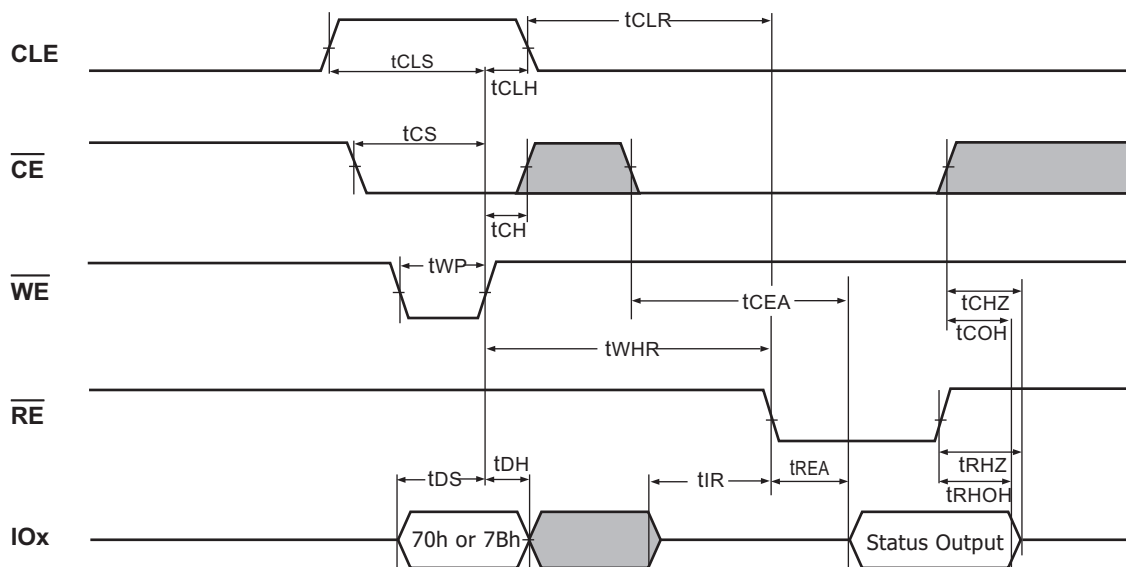 tCLR
CLE
tCLS
tCLH
tCS
CE
tCH
tWP
WE
tCEA
tCHZ
tCOH
tWHR
RE
tDH
tREA
tRHZ
tDS
tIR
tRHOH
IOx
70h or 7Bh
Status Output